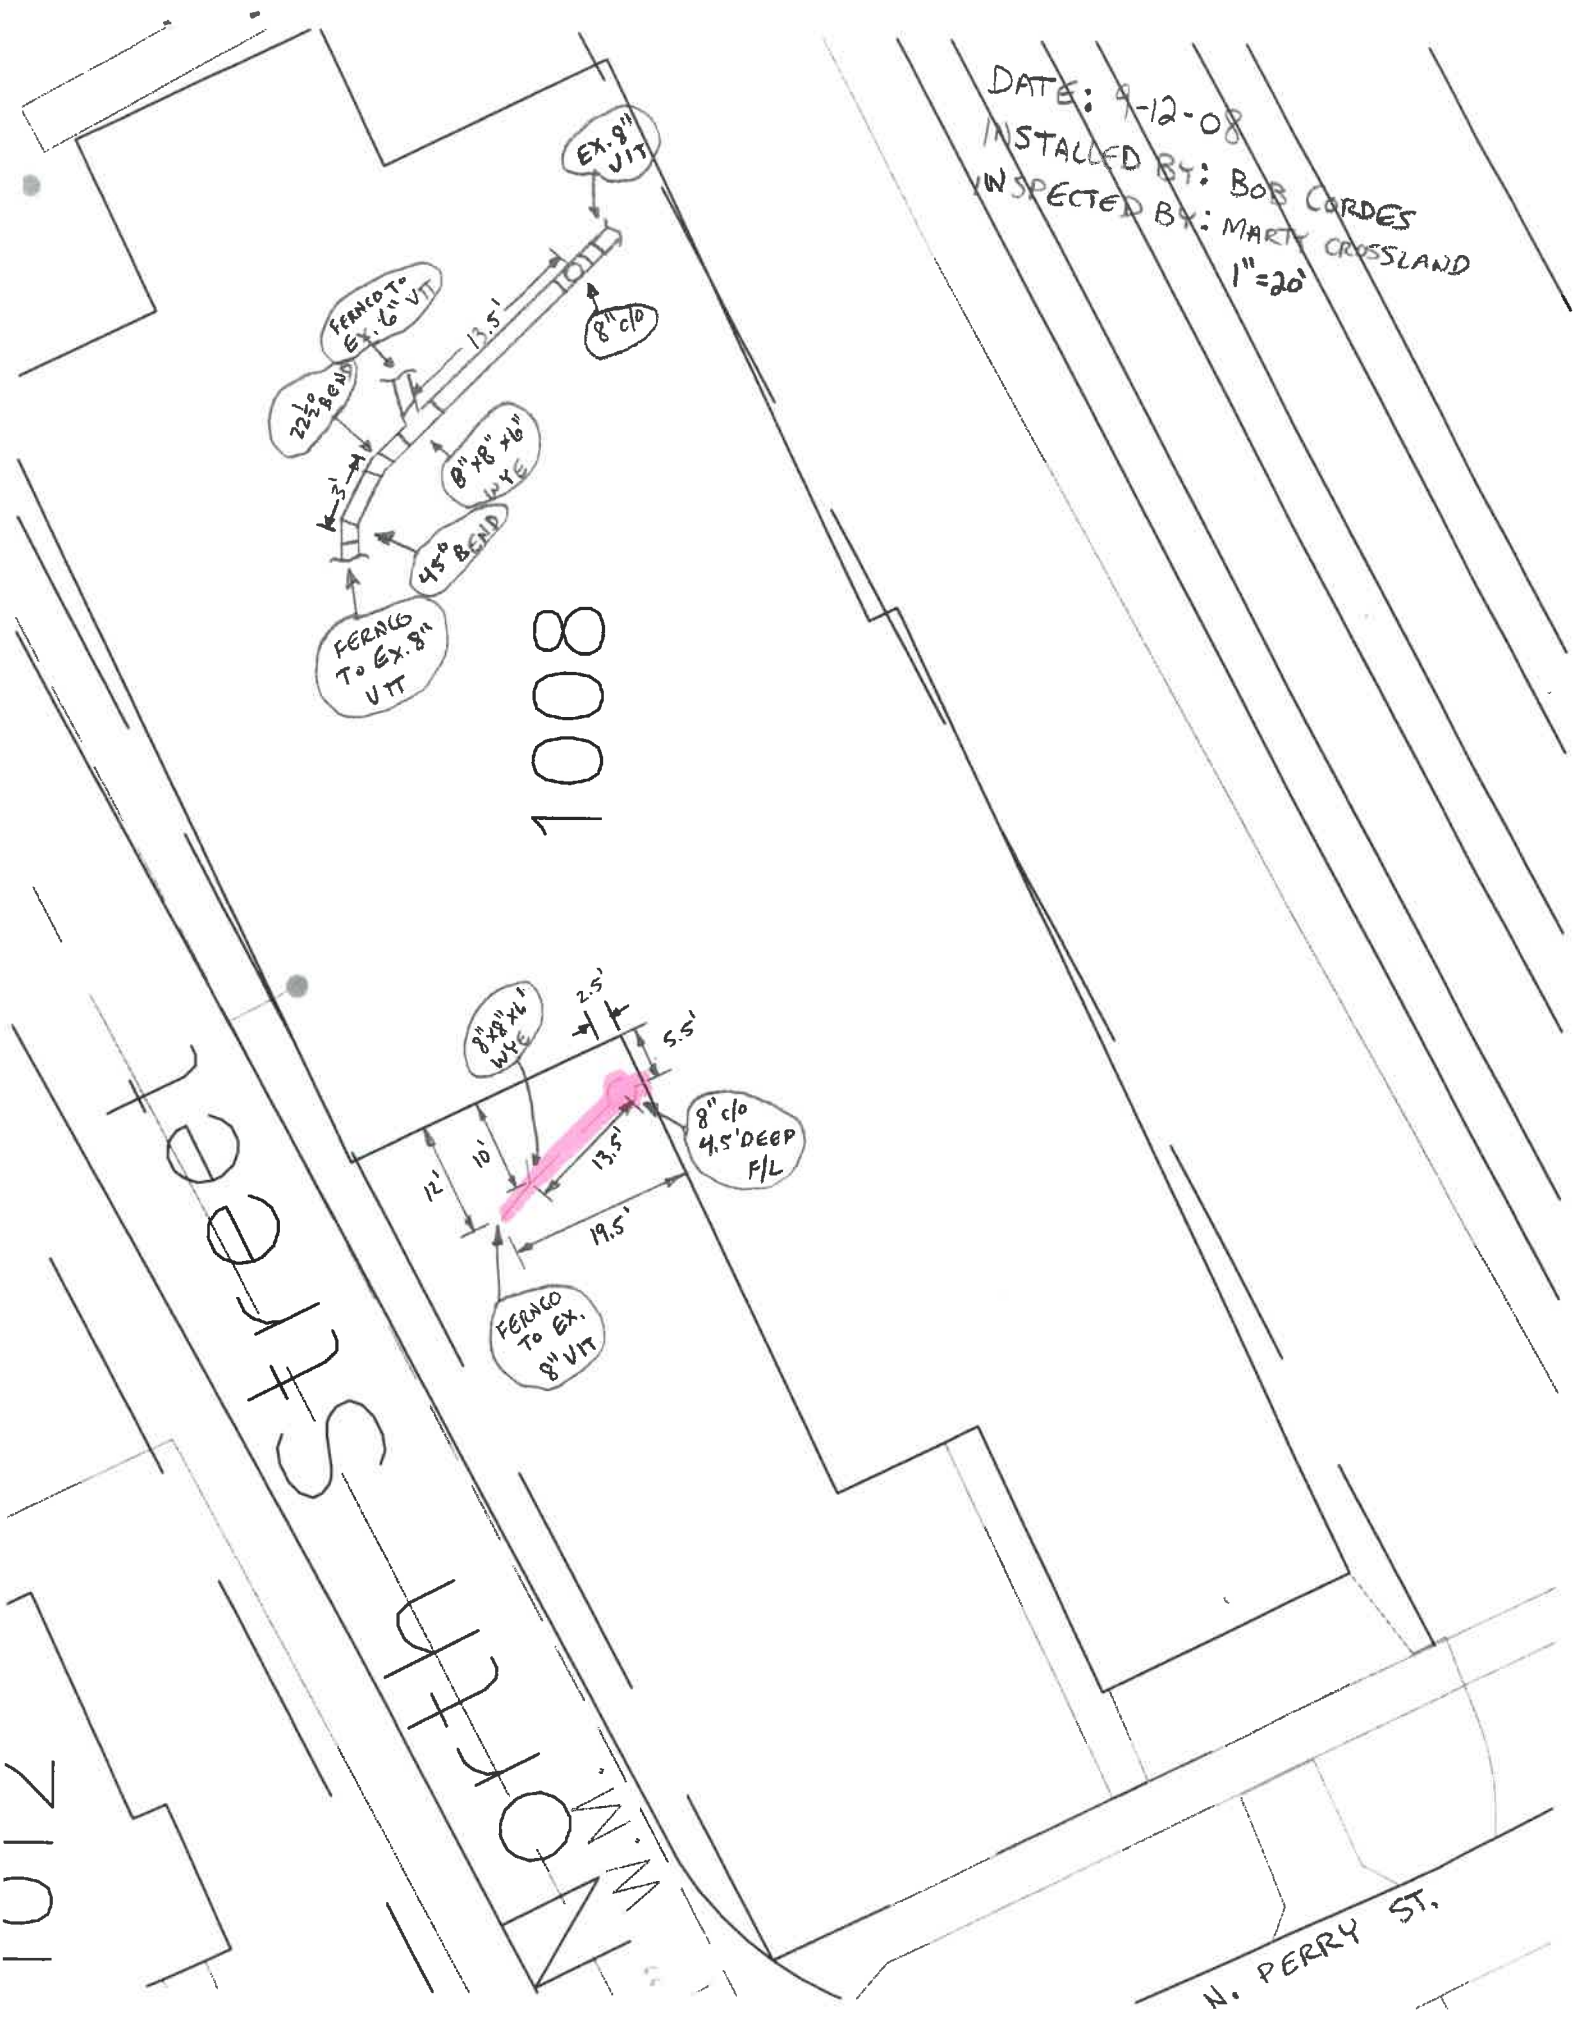 DATE: 9-12-08
INSTALLED BY: BOB CORDES
INSPECTED BY: MARTY CROSSLAND
1"=20'
EX. 8"
VIT
13.5'
8" c/o
FERNCO TO
EX. 6" VIT
22½° BEND
8"x8"x6"
WYE
3'
45° BEND
FERNCO
TO EX. 8"
VIT
1008
2.5'
5.5'
8"x8"x6"
WYE
8" c/o
4.5' DEEP
F/L
10'
12'
13.5'
19.5'
FERNCO
TO EX.
8" VIT
North Street
W.W.
1012
N. PERRY ST.